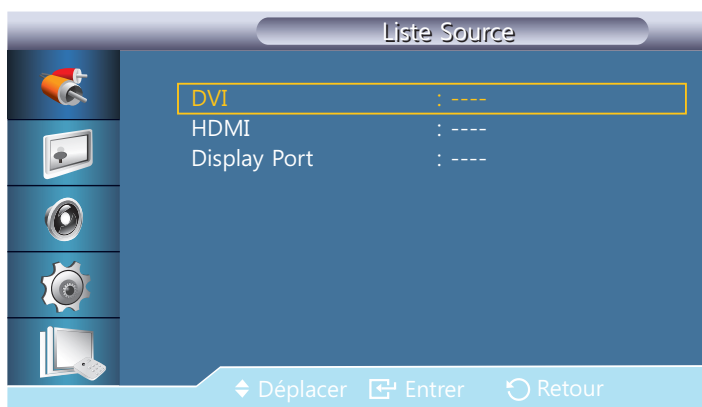 Liste Source
DVI : ----
HDMI : ----
Display Port : ----
Déplacer Entrer Retour